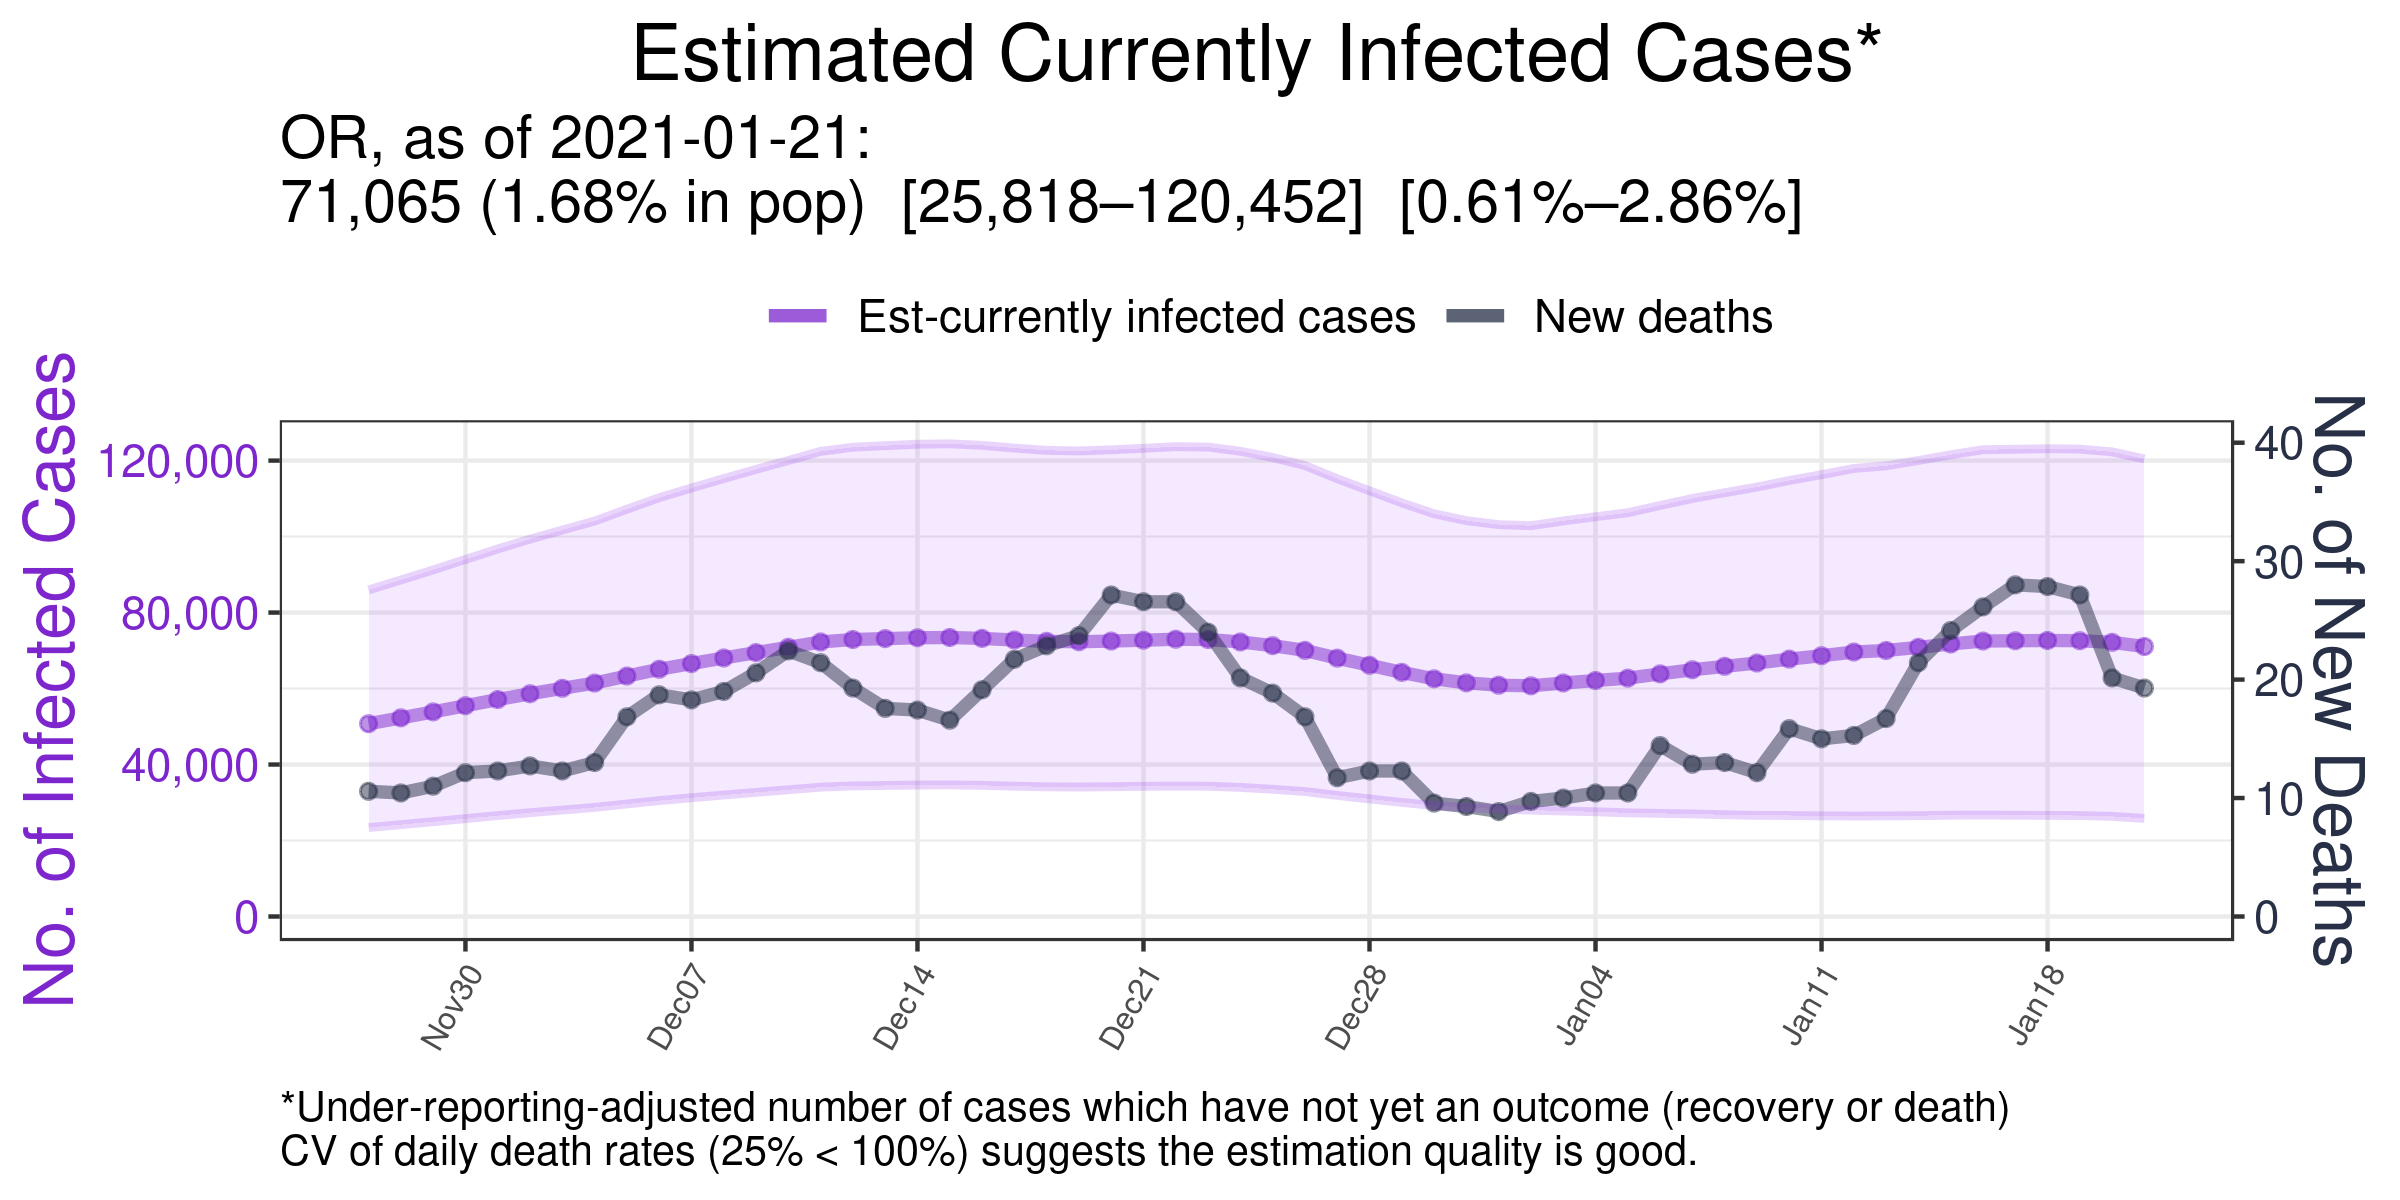 Estimated Currently Infected Cases*
OR, as of 2021-01-21:
71,065 (1.68% in pop)  [25,818–120,452]  [0.61%–2.86%]
Est-currently infected cases
New deaths
No. of Infected Cases
120,000
80,000
40,000
0
No. of New Deaths
40
30
20
10
0
Nov30
Dec07
Dec14
Dec21
Dec28
Jan04
Jan11
Jan18
*Under-reporting-adjusted number of cases which have not yet an outcome (recovery or death)
CV of daily death rates (25% < 100%) suggests the estimation quality is good.